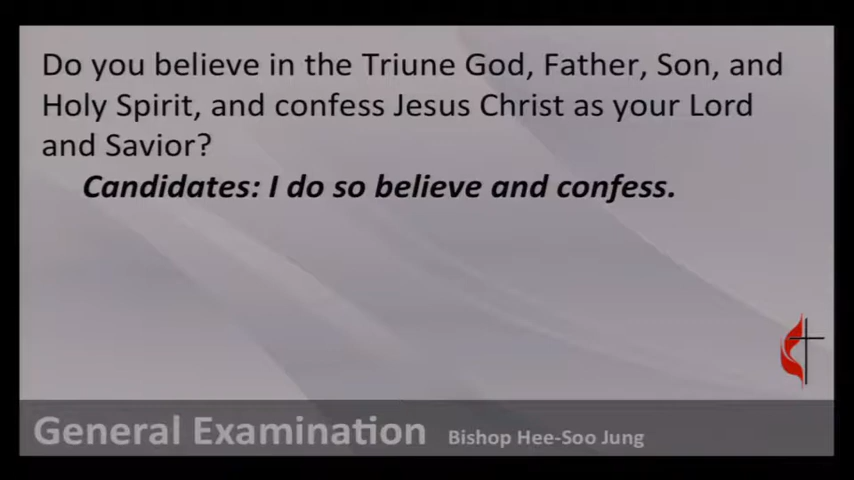 Do you believe in the Triune God, Father, Son, and
Holy Spirit, and confess Jesus Christ as your Lord
and Savior?
Candidates: I do so believe and confess.
General Examination Bishop Hee-Soo Jung